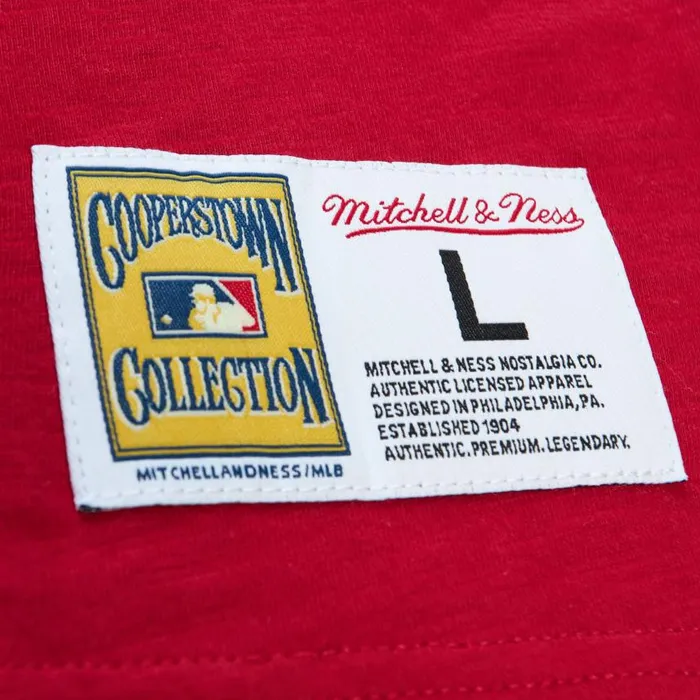 COOPERSTOWN
COLLECTION
MITCHELLANDNESS/MLB
Mitchell & Ness
L
MITCHELL & NESS NOSTALGIA CO.
AUTHENTIC LICENSED APPAREL
DESIGNED IN PHILADELPHIA, PA.
ESTABLISHED 1904
AUTHENTIC. PREMIUM. LEGENDARY.